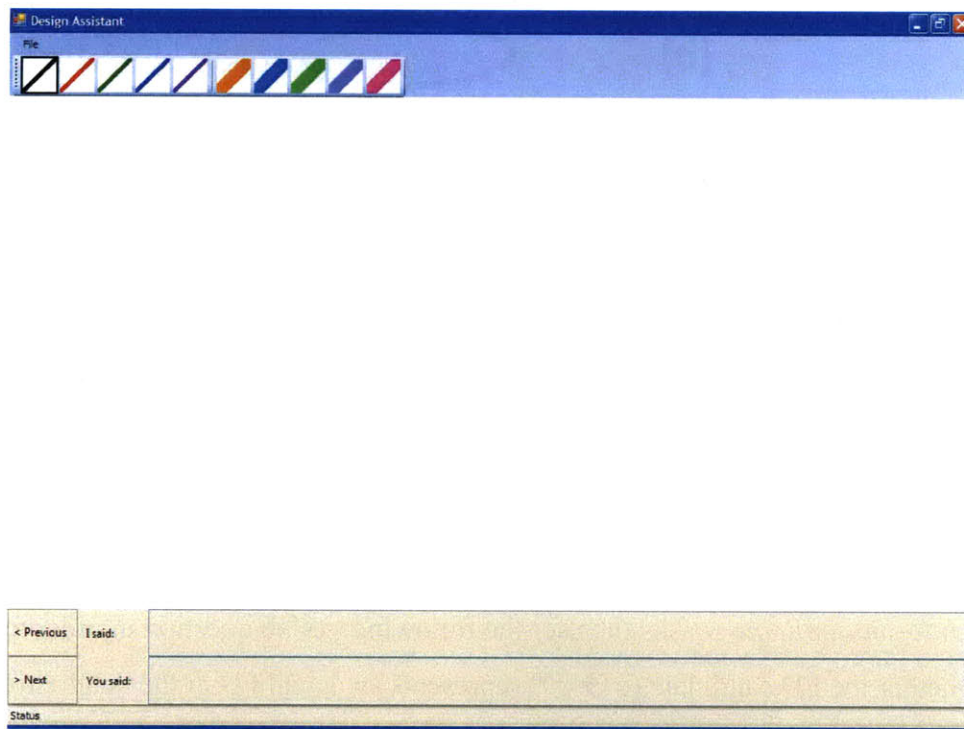 Design Assistant
File
< Previous
I said:
> Next
You said:
Status